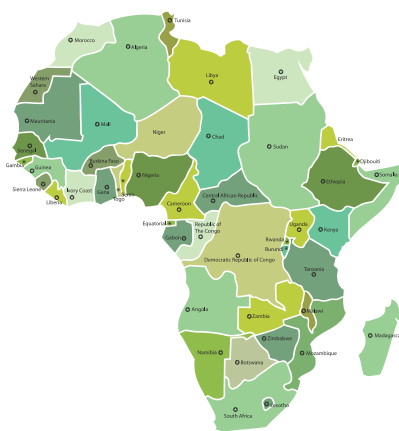 Tunisia
Morocco
Algeria
Libya
Egypt
Western
Sahara
Mauritania
Mali
Niger
Chad
Sudan
Eritrea
Djibouti
Senegal
Gambia
Guinea
Sierra Leone
Liberia
Ivory Coast
Burkina Faso
Gana
Togo
Benin
Nigeria
Cameroon
Central African Republic
Ethiopia
Somalia
Equatorial
Gabon
Republic of
The Congo
Democratic Republic of Congo
Uganda
Kenya
Rwanda
Burundi
Tanzania
Angola
Zambia
Malawi
Mozambique
Zimbabwe
Madagascar
Namibia
Botswana
South Africa
Lesotho